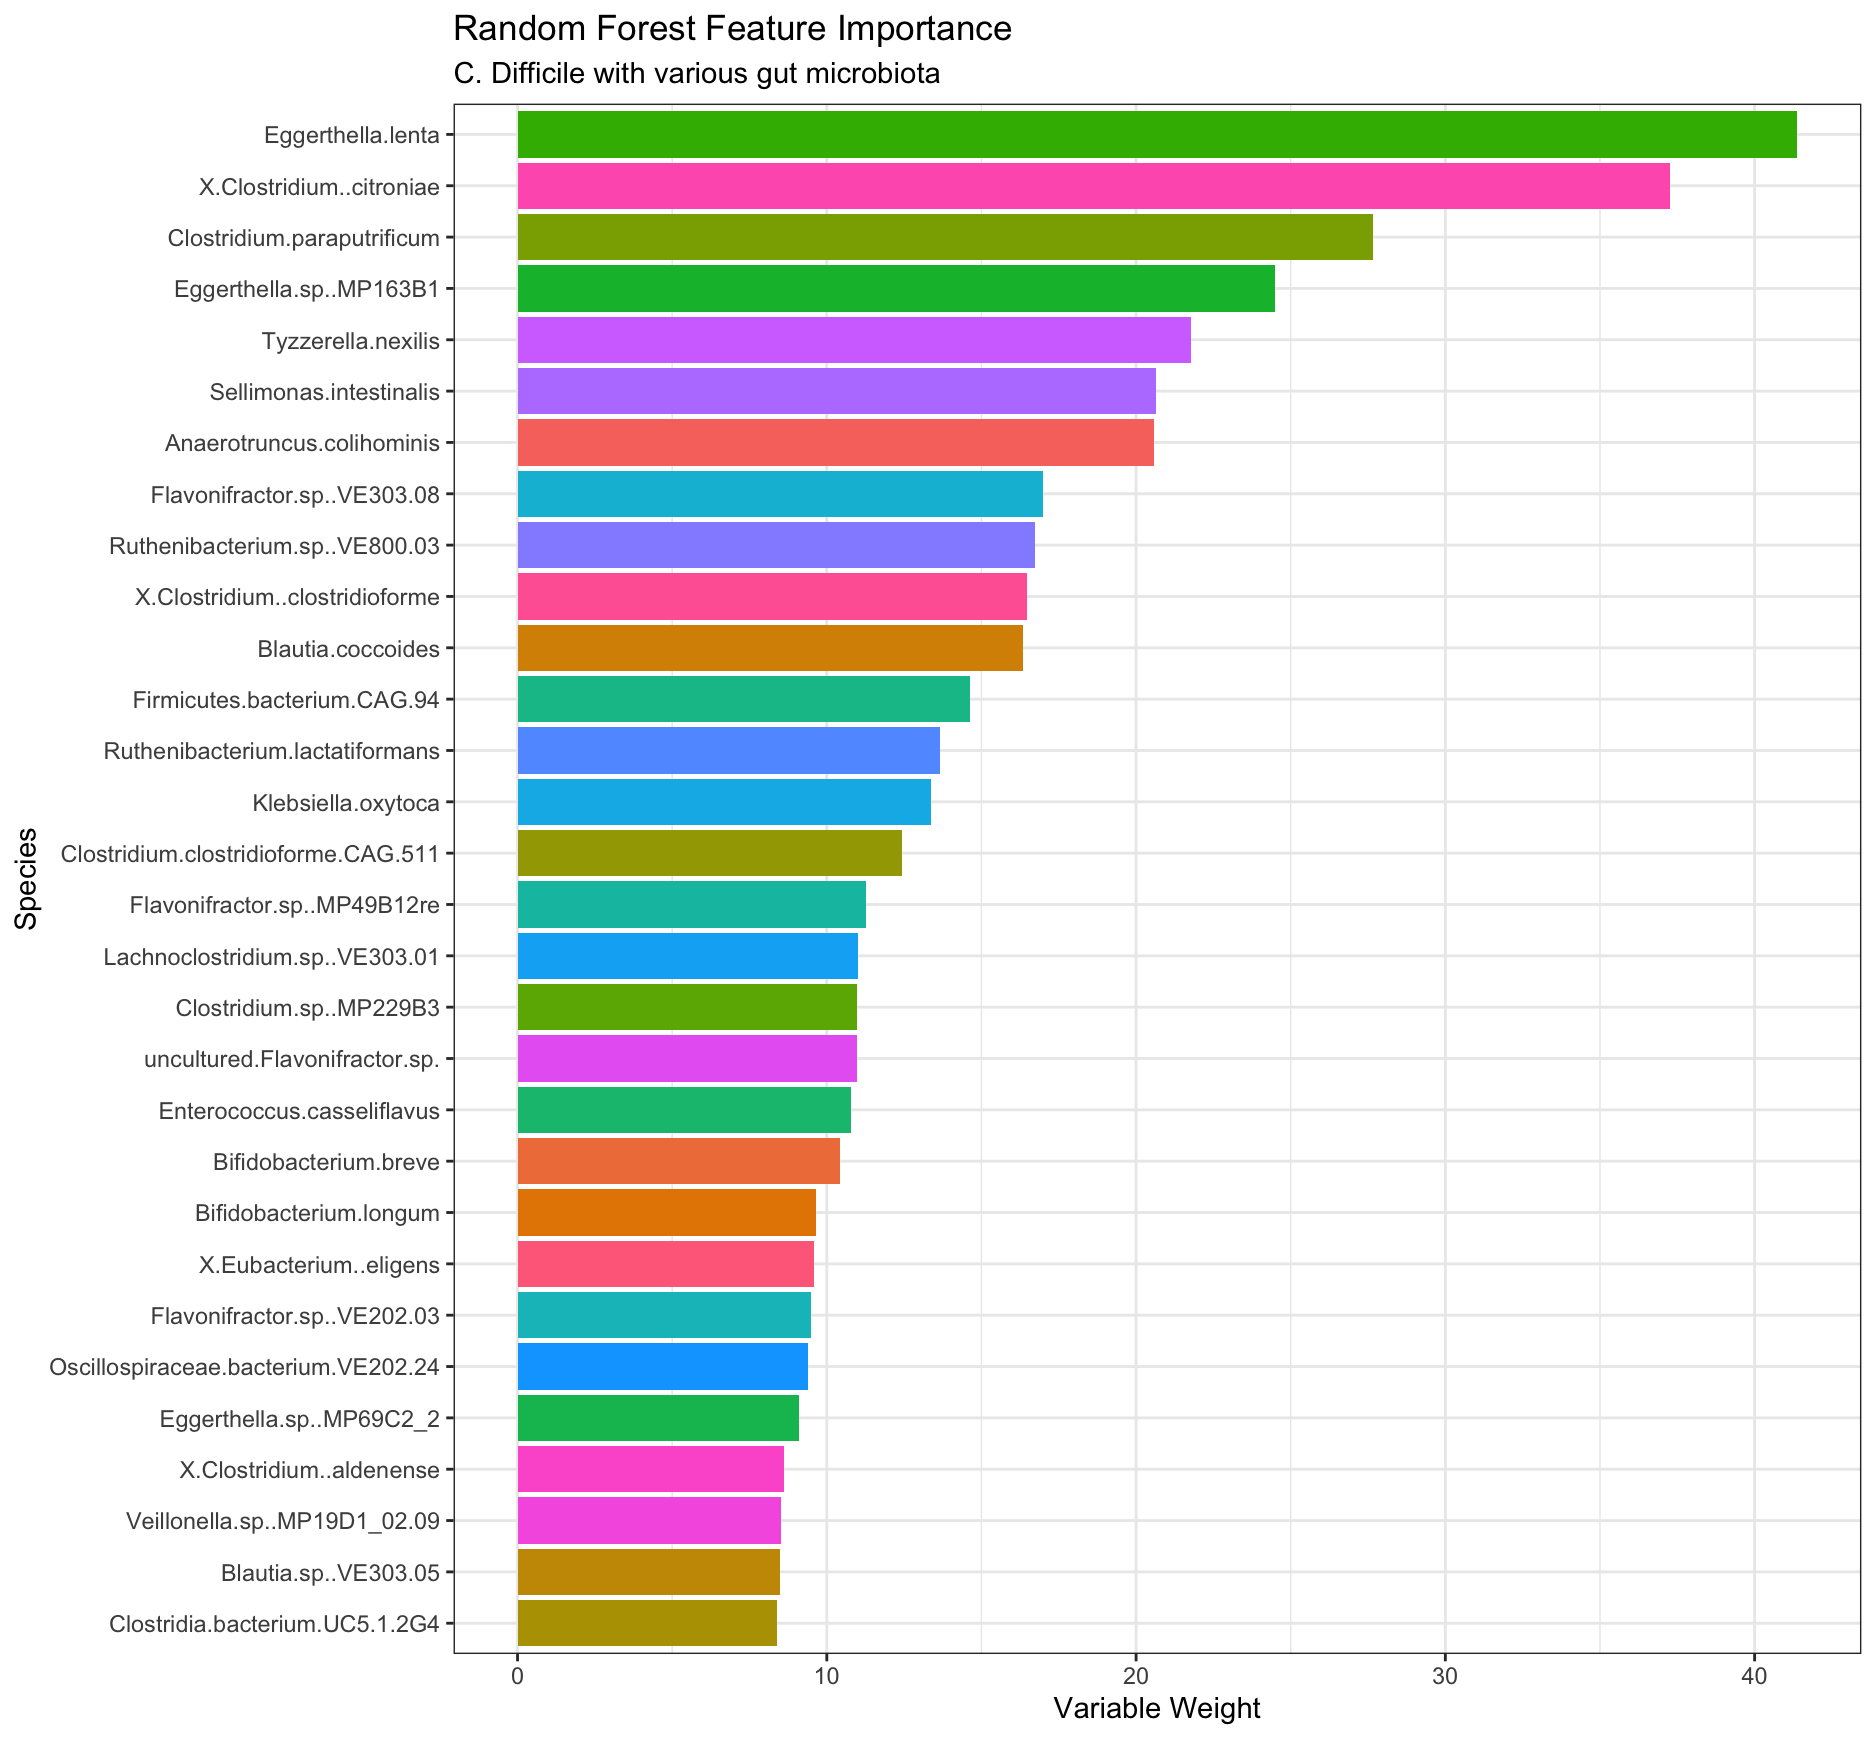 Random Forest Feature Importance
C. Difficile with various gut microbiota
Eggerthella.lenta
X.Clostridium..citroniae
Clostridium.paraputrificum
Eggerthella.sp..MP163B1
Tyzzerella.nexilis
Sellimonas.intestinalis
Anaerotruncus.colihominis
Flavonifractor.sp..VE303.08
Ruthenibacterium.sp..VE800.03
X.Clostridium..clostridioforme
Blautia.coccoides
Firmicutes.bacterium.CAG.94
Ruthenibacterium.lactatiformans
Klebsiella.oxytoca
Clostridium.clostridioforme.CAG.511
Flavonifractor.sp..MP49B12re
Lachnoclostridium.sp..VE303.01
Clostridium.sp..MP229B3
uncultured.Flavonifractor.sp.
Enterococcus.casseliflavus
Bifidobacterium.breve
Bifidobacterium.longum
X.Eubacterium..eligens
Flavonifractor.sp..VE202.03
Oscillospiraceae.bacterium.VE202.24
Eggerthella.sp..MP69C2_2
X.Clostridium..aldenense
Veillonella.sp..MP19D1_02.09
Blautia.sp..VE303.05
Clostridia.bacterium.UC5.1.2G4
Species
0 10 20 30 40
Variable Weight